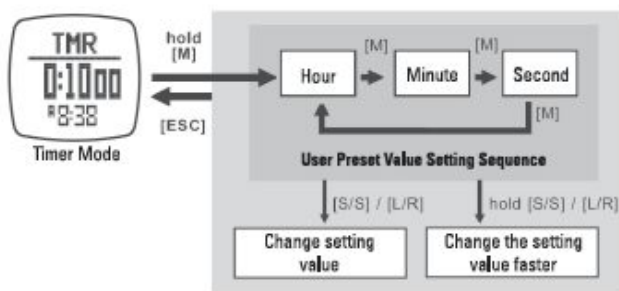 TMR
0:1000
A8:38
Timer Mode
hold
[M]
[ESC]
Hour
[M]
Minute
[M]
Second
[M]
User Preset Value Setting Sequence
[S/S] / [L/R]
hold [S/S] / [L/R]
Change setting
value
Change the setting
value faster